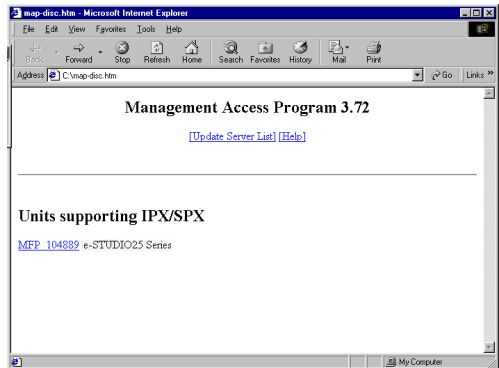 map-disc.htm - Microsoft Internet Explorer
File Edit View Favorites Tools Help
Back Forward Stop Refresh Home Search Favorites History Mail Print
Address C:\map-disc.htm Go Links »
Management Access Program 3.72
[Update Server List] [Help]
Units supporting IPX/SPX
MFP_104889 e-STUDIO25 Series
My Computer